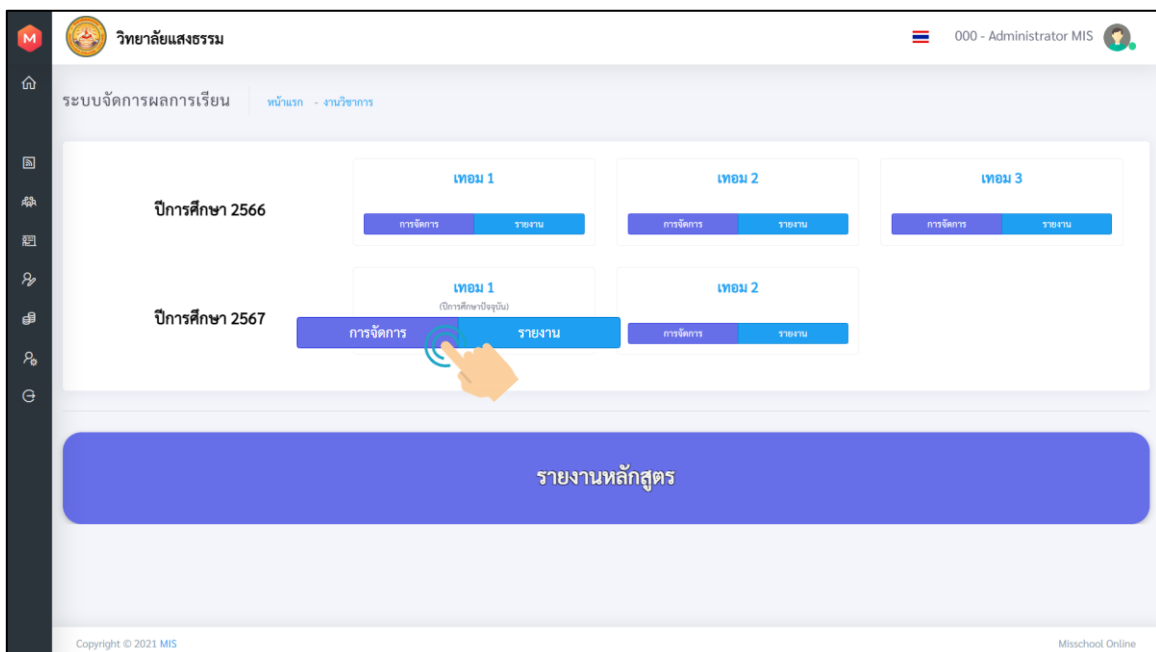 M
วิทยาลัยแสงธรรม
000 - Administrator MIS
ระบบจัดการผลการเรียน
หน้าแรก - งานวิชาการ
ปีการศึกษา 2566
เทอม 1
การจัดการ รายงาน
เทอม 2
การจัดการ รายงาน
เทอม 3
การจัดการ รายงาน
ปีการศึกษา 2567
เทอม 1
(ปีการศึกษาปัจจุบัน)
การจัดการ รายงาน
เทอม 2
การจัดการ รายงาน
รายงานหลักสูตร
Copyright © 2021 MIS
Misschool Online